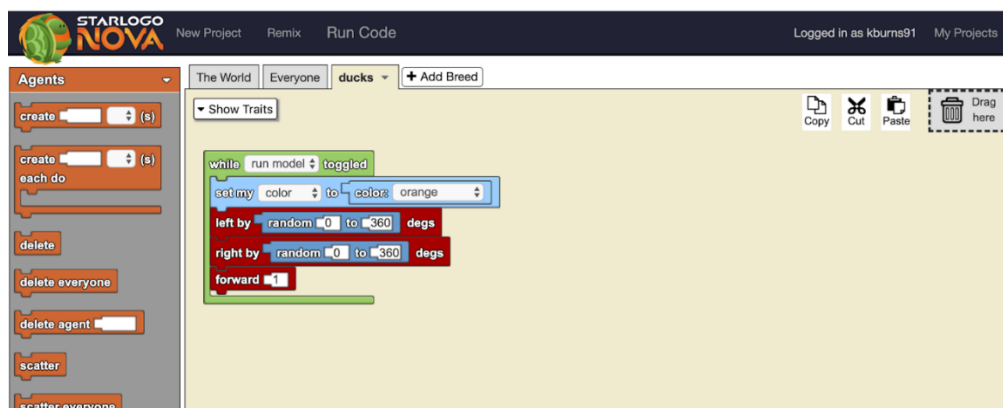 STARLOGO
NOVA
New Project Remix Run Code Logged in as kburns91 My Projects
Agents
The World Everyone ducks + Add Breed
Show Traits
Copy Cut Paste
Drag
here
create (s)
create (s)
each do
delete
delete everyone
delete agent
scatter
scatter everyone
while run model toggled
set my color to color: orange
left by random 0 to 360 degs
right by random 0 to 360 degs
forward 1